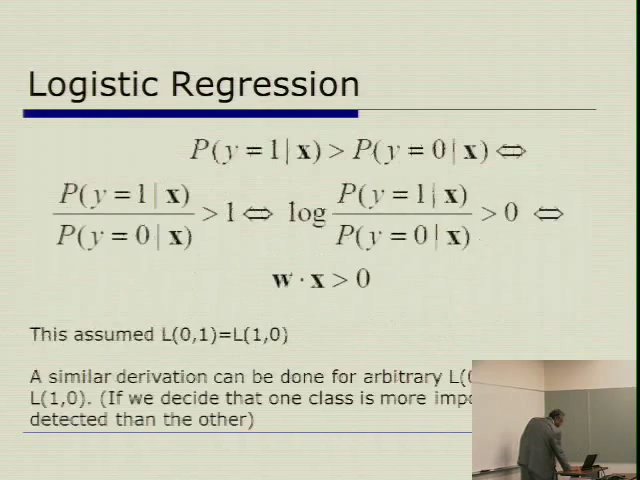 Logistic Regression
P(y = 1 | x) > P(y = 0 | x) ⇔
P(y = 1 | x) / P(y = 0 | x) > 1 ⇔ log P(y = 1 | x) / P(y = 0 | x) > 0 ⇔
w · x > 0
This assumed L(0,1)=L(1,0)
A similar derivation can be done for arbitrary
L(1,0). (If we decide that one class is more
detected than the other)